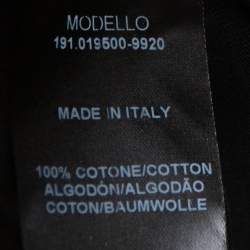 MODELLO
191.019500-9920
MADE IN ITALY
100% COTONE/COTTON
ALGODÓN/ALGODÃO
COTON/BAUMWOLLE